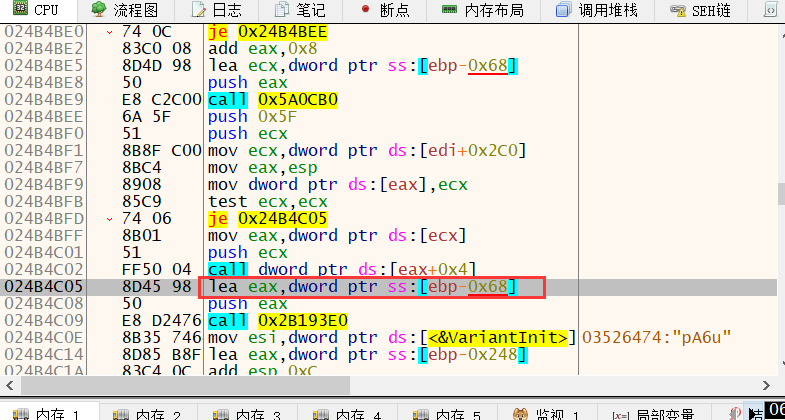 CPU 流程图 日志 笔记 断点 内存布局 调用堆栈 SEH链
024B4BE0 74 0C je 0x24B4BEE
024B4BE2 83C0 08 add eax,0x8
024B4BE5 8D4D 98 lea ecx,dword ptr ss:[ebp-0x68]
024B4BE8 50 push eax
024B4BE9 E8 C2C00 call 0x5A0CB0
024B4BEE 6A 5F push 0x5F
024B4BF0 51 push ecx
024B4BF1 8B8F C00 mov ecx,dword ptr ds:[edi+0x2C0]
024B4BF7 8BC4 mov eax,esp
024B4BF9 8908 mov dword ptr ds:[eax],ecx
024B4BFB 85C9 test ecx,ecx
024B4BFD 74 06 je 0x24B4C05
024B4BFF 8B01 mov eax,dword ptr ds:[ecx]
024B4C01 51 push ecx
024B4C02 FF50 04 call dword ptr ds:[eax+0x4]
024B4C05 8D45 98 lea eax,dword ptr ss:[ebp-0x68]
024B4C08 50 push eax
024B4C09 E8 D2476 call 0x2B193E0
024B4C0E 8B35 746 mov esi,dword ptr ds:[<&VariantInit>] 03526474:"pA6u"
024B4C14 8D85 B8F lea eax,dword ptr ss:[ebp-0x248]
024B4C1A 83C4 0C add esp,0xC
内存 1 内存 2 内存 3 内存 4 内存 5 监视 1 [x=] 局部变量 06